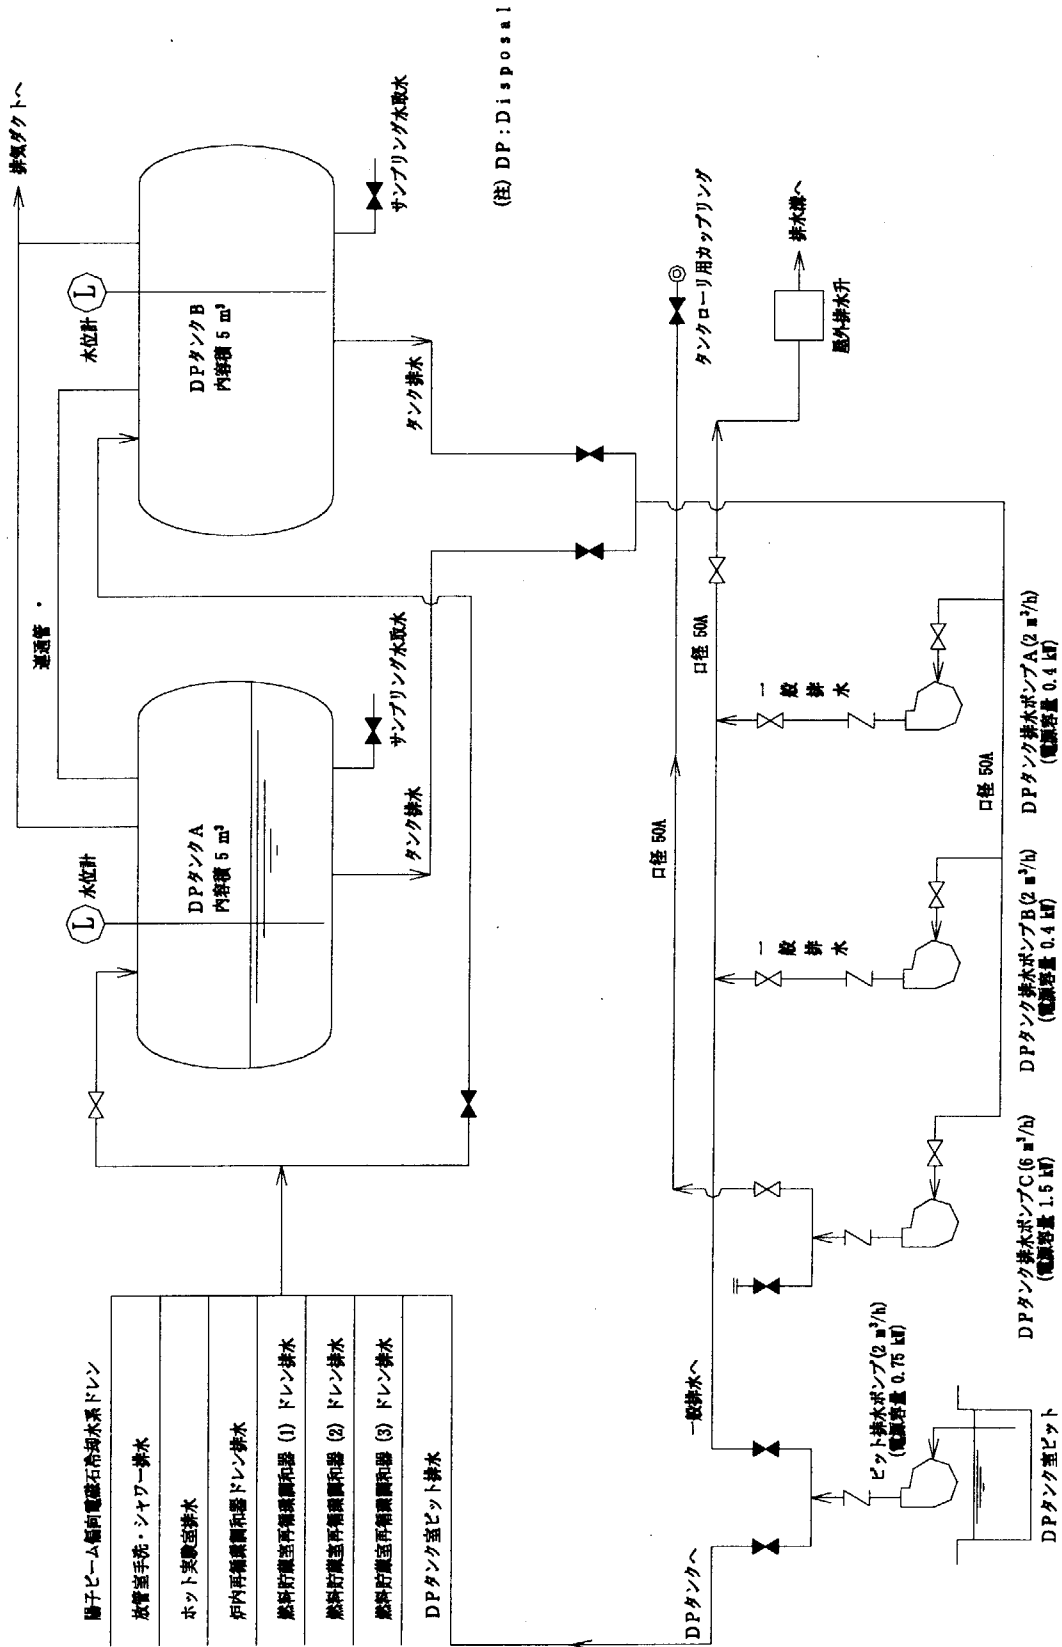 陽子ビーム偏向電磁石冷却水系ドレン
放管室手洗・シャワー排水
ホット実験室排水
炉内再循環調和器ドレン排水
燃料貯蔵室再循環調和器 (1) ドレン排水
燃料貯蔵室再循環調和器 (2) ドレン排水
燃料貯蔵室再循環調和器 (3) ドレン排水
DPタンク室ピット排水
水位計
L
DPタンクA
内容積 5 m³
タンク排水
サンプリング水取水
連通管
水位計
L
DPタンクB
内容積 5 m³
タンク排水
サンプリング水取水
排気ダクトへ
(注) DP:Disposal
DPタンクへ
一般排水へ
ピット排水ポンプ(2 m³/h)
(電源容量 0.75 kW)
DPタンク室ピット
DPタンク排水ポンプC(6 m³/h)
(電源容量 1.5 kW)
口径 50A
一般排水
DPタンク排水ポンプB(2 m³/h)
(電源容量 0.4 kW)
口径 50A
一般排水
口径 50A
DPタンク排水ポンプA(2 m³/h)
(電源容量 0.4 kW)
タンクローリ用カップリング
屋外排水升
排水溝へ